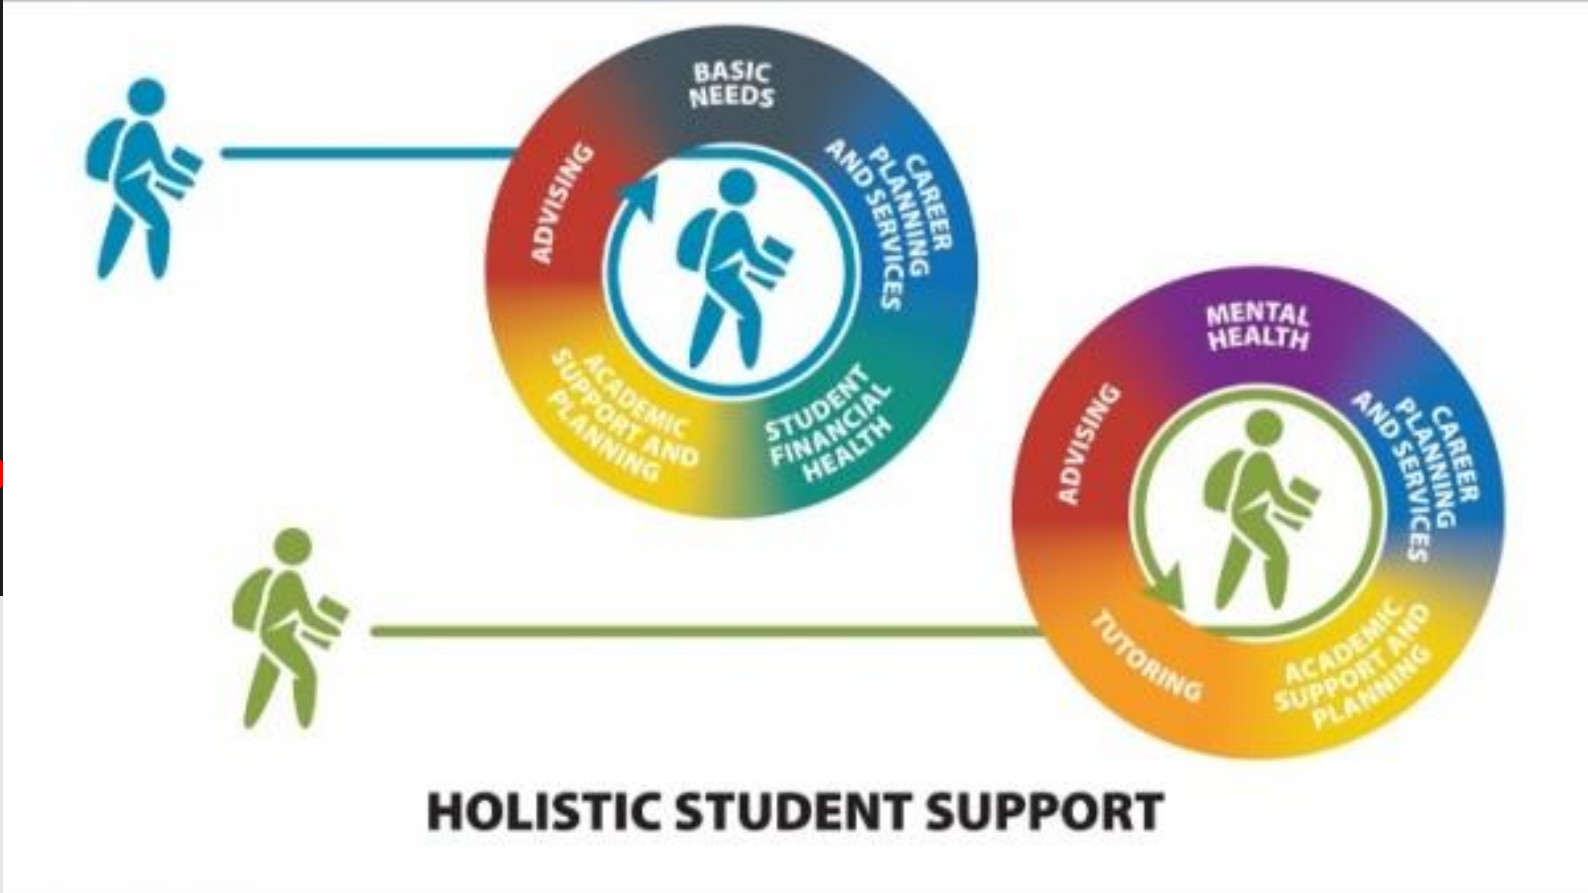 BASIC
NEEDS
CAREER
PLANNING
AND SERVICES
STUDENT
FINANCIAL
HEALTH
ACADEMIC
SUPPORT AND
PLANNING
ADVISING
MENTAL
HEALTH
CAREER
PLANNING
AND SERVICES
ACADEMIC
SUPPORT AND
PLANNING
TUTORING
ADVISING
HOLISTIC STUDENT SUPPORT